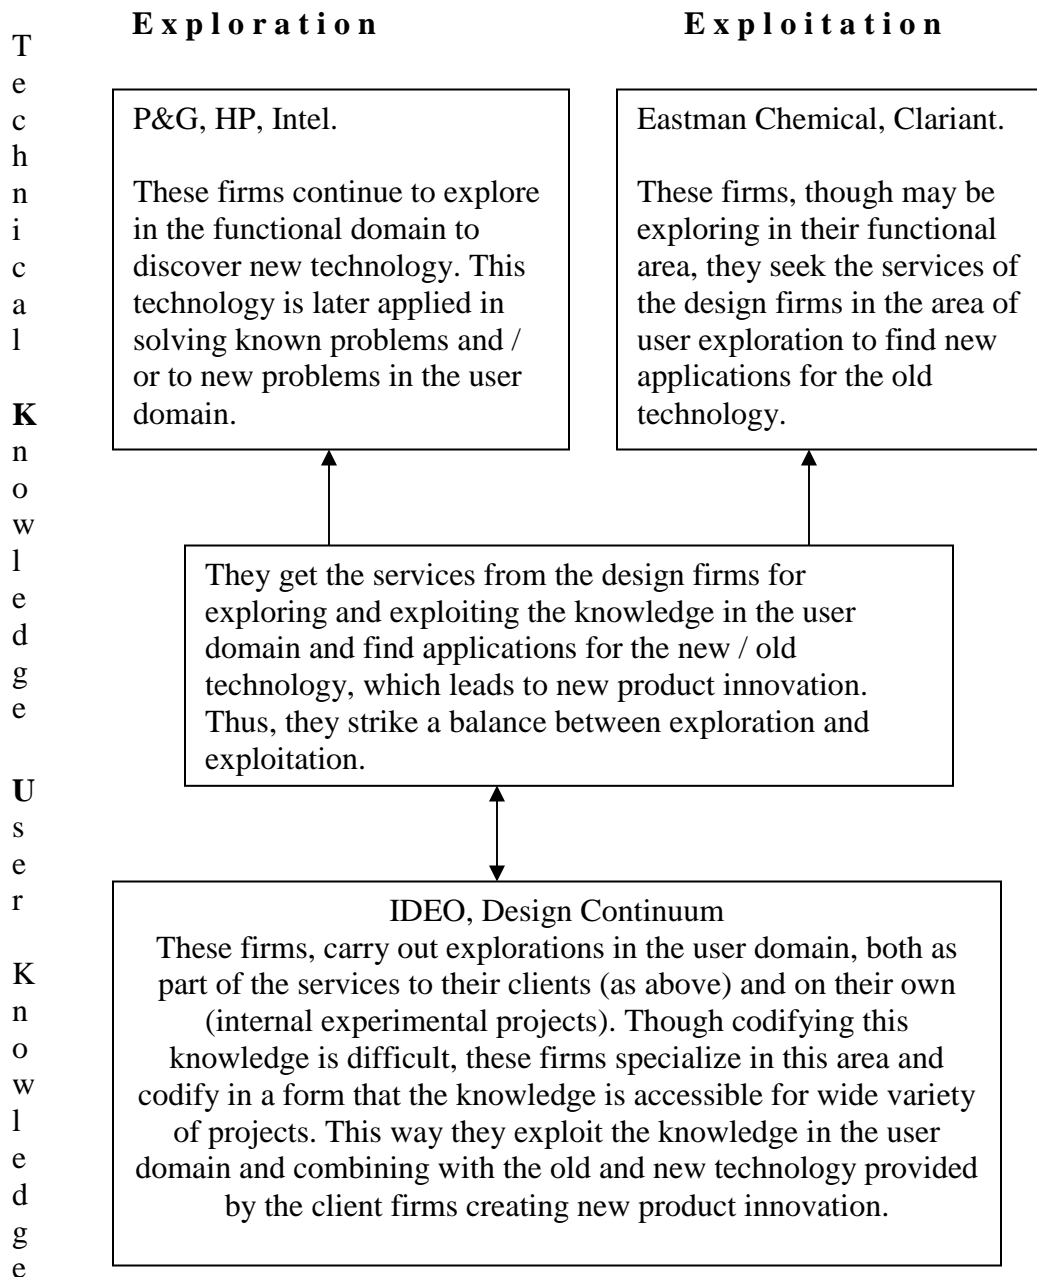 E x p l o r a t i o n
E x p l o i t a t i o n
T
e
c
h
n
i
c
a
l
K
n
o
w
l
e
d
g
e
U
s
e
r
K
n
o
w
l
e
d
g
e
P&G, HP, Intel.
These firms continue to explore
in the functional domain to
discover new technology. This
technology is later applied in
solving known problems and /
or to new problems in the user
domain.
Eastman Chemical, Clariant.
These firms, though may be
exploring in their functional
area, they seek the services of
the design firms in the area of
user exploration to find new
applications for the old
technology.
They get the services from the design firms for
exploring and exploiting the knowledge in the user
domain and find applications for the new / old
technology, which leads to new product innovation.
Thus, they strike a balance between exploration and
exploitation.
IDEO, Design Continuum
These firms, carry out explorations in the user domain, both as
part of the services to their clients (as above) and on their own
(internal experimental projects). Though codifying this
knowledge is difficult, these firms specialize in this area and
codify in a form that the knowledge is accessible for wide variety
of projects. This way they exploit the knowledge in the user
domain and combining with the old and new technology provided
by the client firms creating new product innovation.